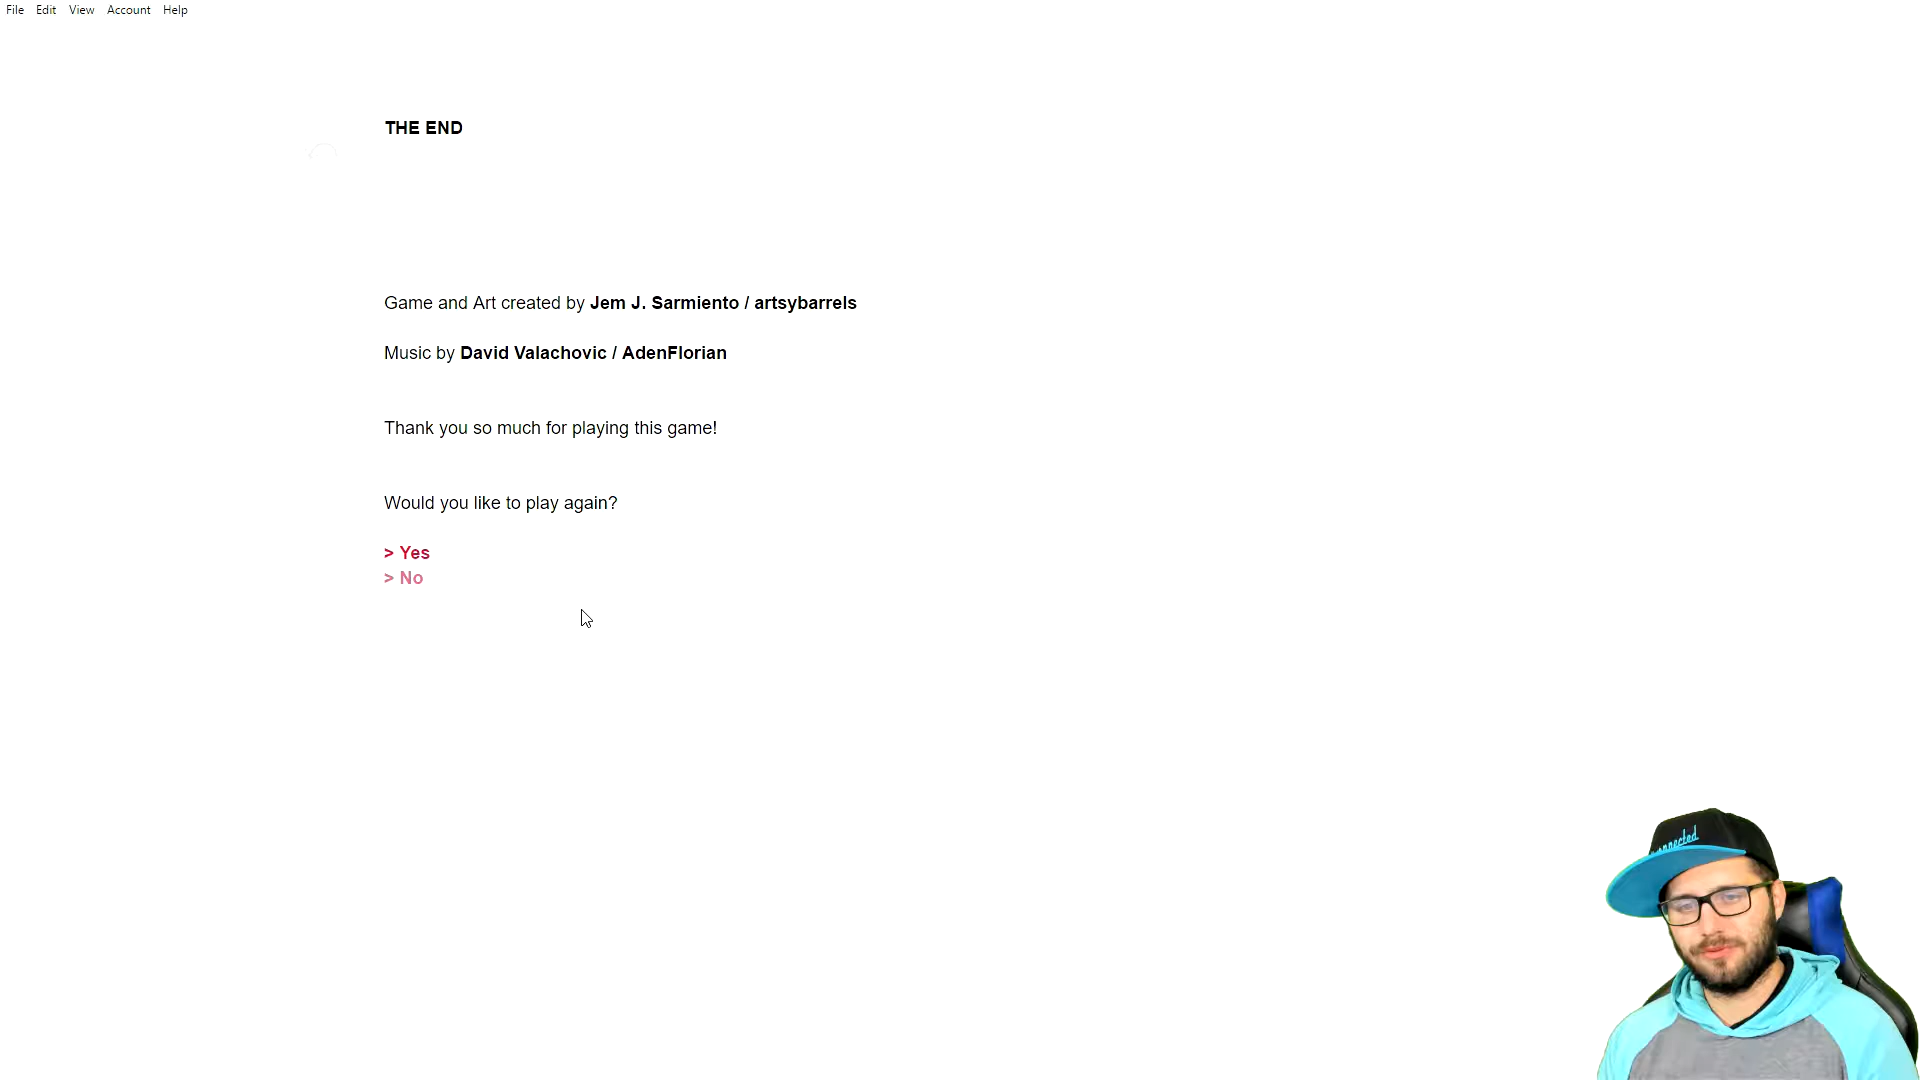 File Edit View Account Help
THE END
Game and Art created by Jem J. Sarmiento / artsybarrels
Music by David Valachovic / AdenFlorian
Thank you so much for playing this game!
Would you like to play again?
> Yes
> No